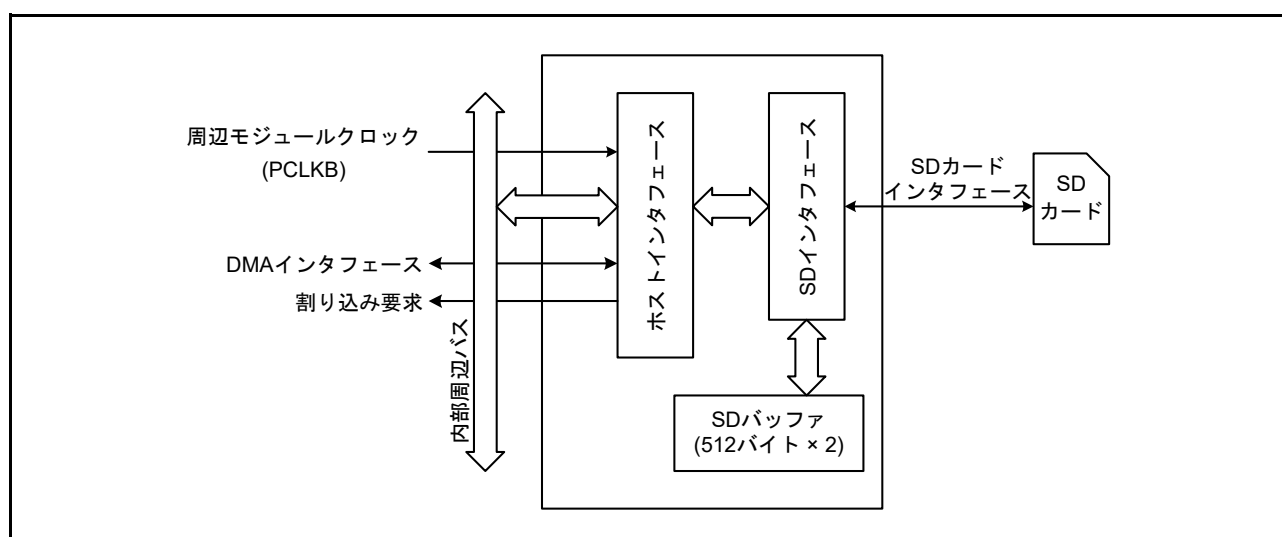 周辺モジュールクロック
(PCLKB)
DMAインタフェース
割り込み要求
内部周辺バス
ホストインタフェース
SDインタフェース
SDバッファ
(512バイト × 2)
SDカード
インタフェース
SD
カード